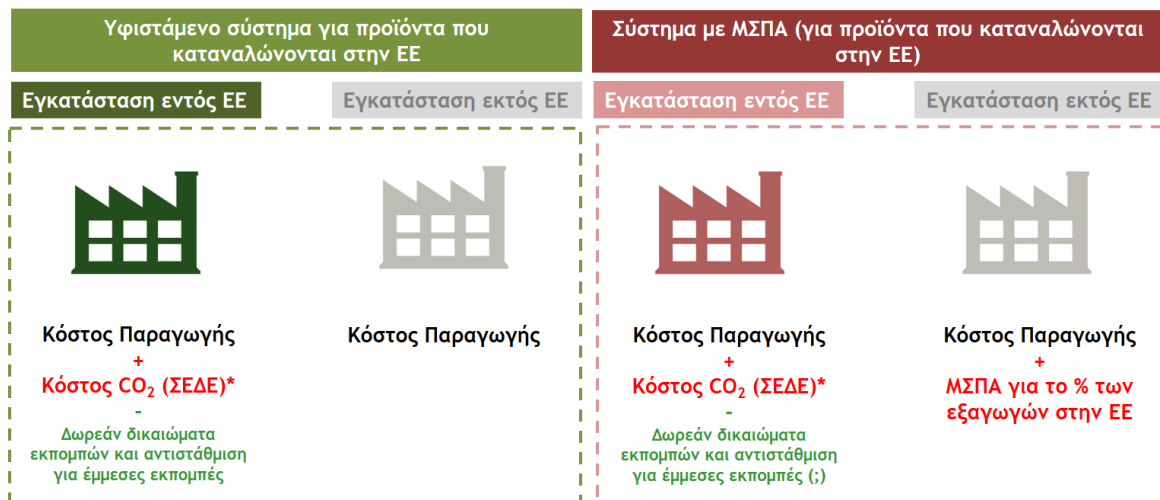 Υφιστάμενο σύστημα για προϊόντα που
καταναλώνονται στην ΕΕ
Εγκατάσταση εντός ΕΕ
Εγκατάσταση εκτός ΕΕ
Κόστος Παραγωγής
+
Κόστος CO₂ (ΣΕΔΕ)*
-
Δωρεάν δικαιώματα
εκπομπών και αντιστάθμιση
για έμμεσες εκπομπές
Κόστος Παραγωγής
Σύστημα με ΜΣΠΑ (για προϊόντα που καταναλώνονται
στην ΕΕ)
Εγκατάσταση εντός ΕΕ
Εγκατάσταση εκτός ΕΕ
Κόστος Παραγωγής
+
Κόστος CO₂ (ΣΕΔΕ)*
-
Δωρεάν δικαιώματα
εκπομπών και αντιστάθμιση
για έμμεσες εκπομπές (;)
Κόστος Παραγωγής
+
ΜΣΠΑ για το % των
εξαγωγών στην ΕΕ